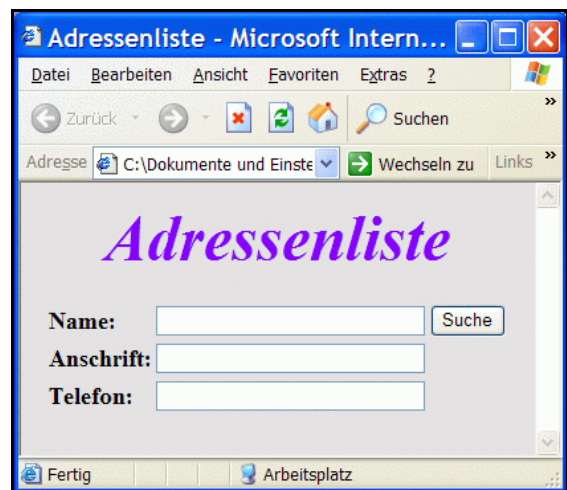 Adressenliste - Microsoft Intern...
Datei Bearbeiten Ansicht Favoriten Extras ?
Zurück Suchen »
Adresse C:\Dokumente und Einste Wechseln zu Links »
Adressenliste
Name: Suche
Anschrift:
Telefon:
Fertig Arbeitsplatz